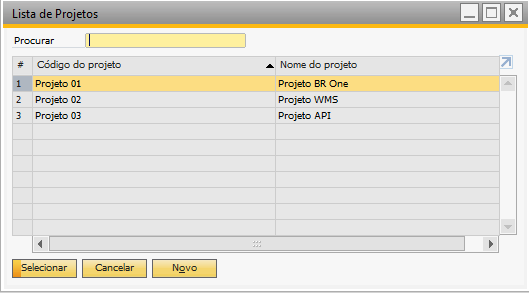 Lista de Projetos
Procurar
# Código do projeto Nome do projeto
1 Projeto 01 Projeto BR One
2 Projeto 02 Projeto WMS
3 Projeto 03 Projeto API
Selecionar Cancelar Novo